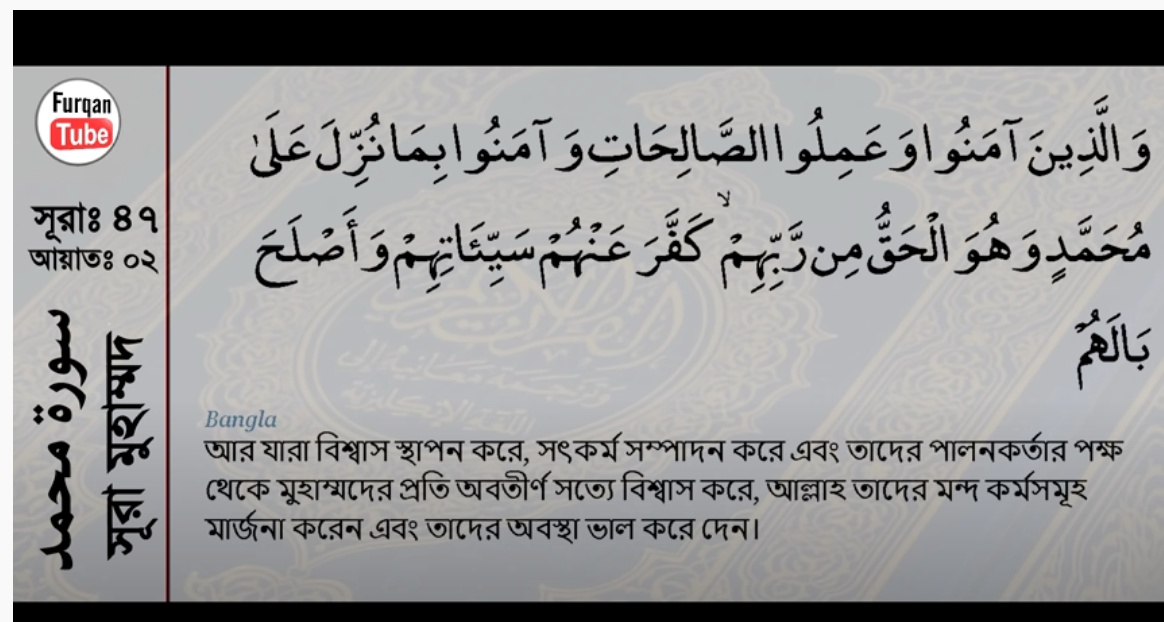 Furqan
Tube
সূরাঃ ৪৭
আয়াতঃ ০২
سورة محمد
সূরা মুহাম্মদ
وَالَّذِينَ آمَنُوا وَعَمِلُوا الصَّالِحَاتِ وَآمَنُوا بِمَا نُزِّلَ عَلَىٰ
مُحَمَّدٍ وَهُوَ الْحَقُّ مِن رَّبِّهِمْ ۙ كَفَّرَ عَنْهُمْ سَيِّئَاتِهِمْ وَأَصْلَحَ
بَالَهُمْ
Bangla
আর যারা বিশ্বাস স্থাপন করে, সৎকর্ম সম্পাদন করে এবং তাদের পালনকর্তার পক্ষ
থেকে মুহাম্মদের প্রতি অবতীর্ণ সত্যে বিশ্বাস করে, আল্লাহ তাদের মন্দ কর্মসমূহ
মার্জনা করেন এবং তাদের অবস্থা ভাল করে দেন।